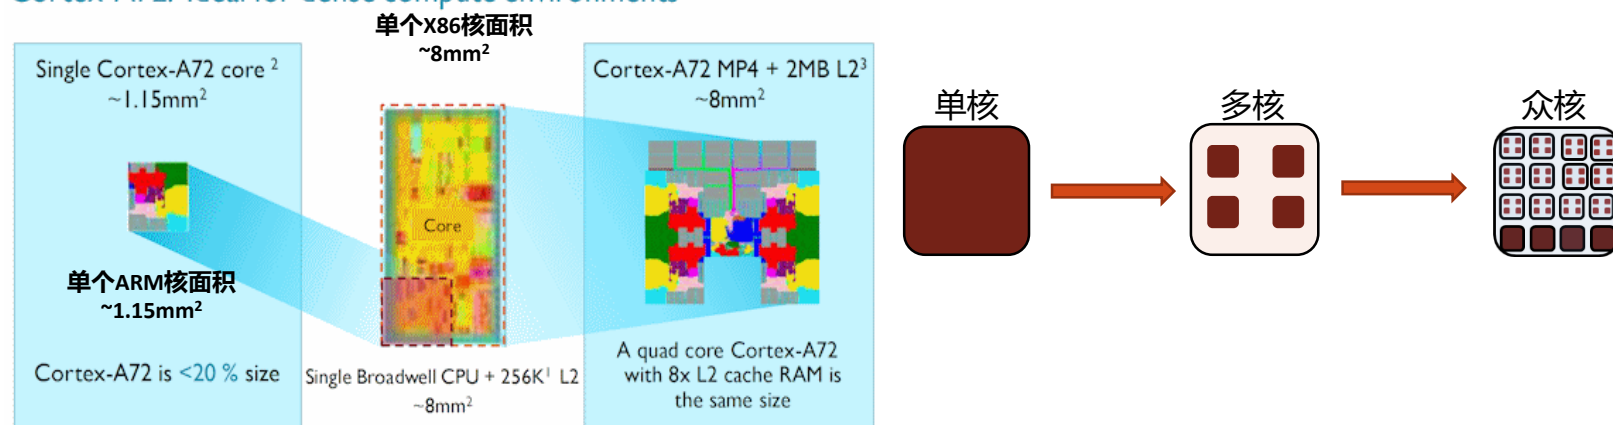 单个X86核面积
~8mm²
Single Cortex-A72 core ²
~1.15mm²
单个ARM核面积
~1.15mm²
Cortex-A72 is <20 % size
Core
Single Broadwell CPU + 256K¹ L2
~8mm²
Cortex-A72 MP4 + 2MB L2³
~8mm²
A quad core Cortex-A72
with 8x L2 cache RAM is
the same size
单核
多核
众核